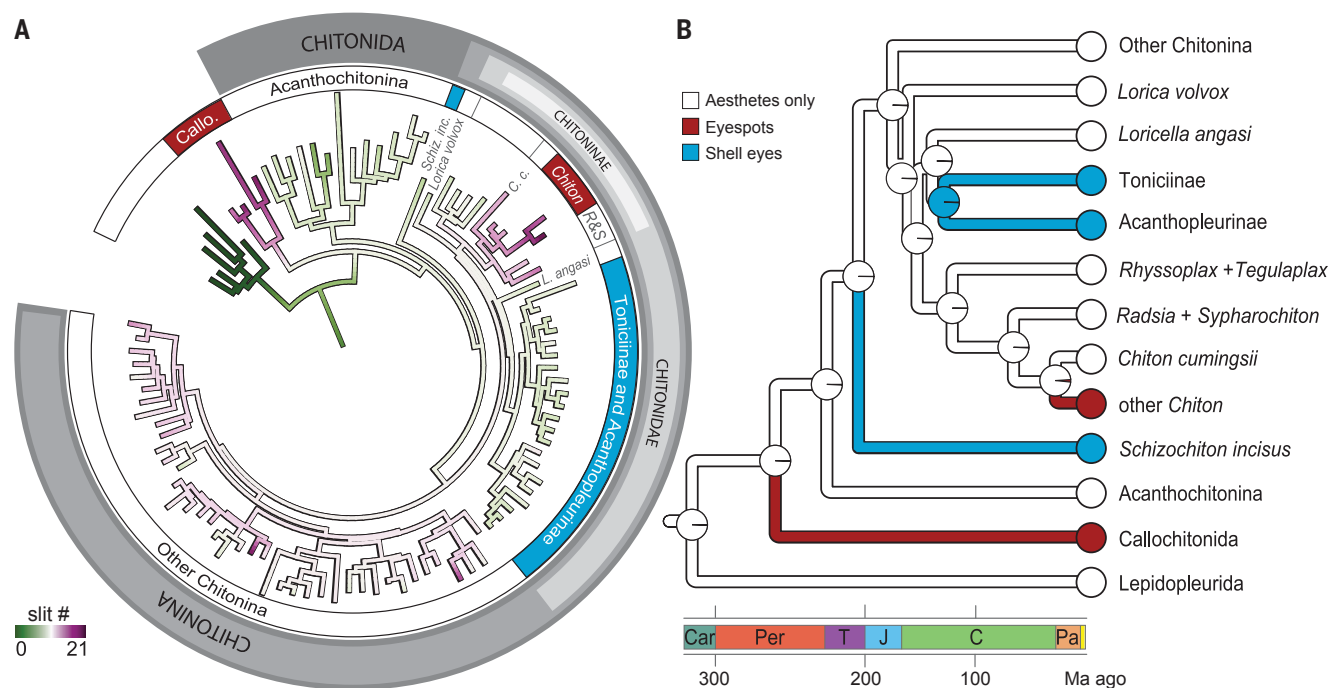 A
CHITONIDA
Acanthochitonina
Callo.
Schiz. inc.
Lorica volvox
C. c.
CHITONINAE
Chiton
R&S
L. angasi
Toniciinae and Acanthopleurinae
CHITONIDAE
Other Chitonina
CHITONINA
slit #
0 21
B
Aesthetes only
Eyespots
Shell eyes
Other Chitonina
Lorica volvox
Loricella angasi
Toniciinae
Acanthopleurinae
Rhyssoplax +Tegulaplax
Radsia + Sypharochiton
Chiton cumingsii
other Chiton
Schizochiton incisus
Acanthochitonina
Callochitonida
Lepidopleurida
Car Per T J C Pa
300 200 100 Ma ago